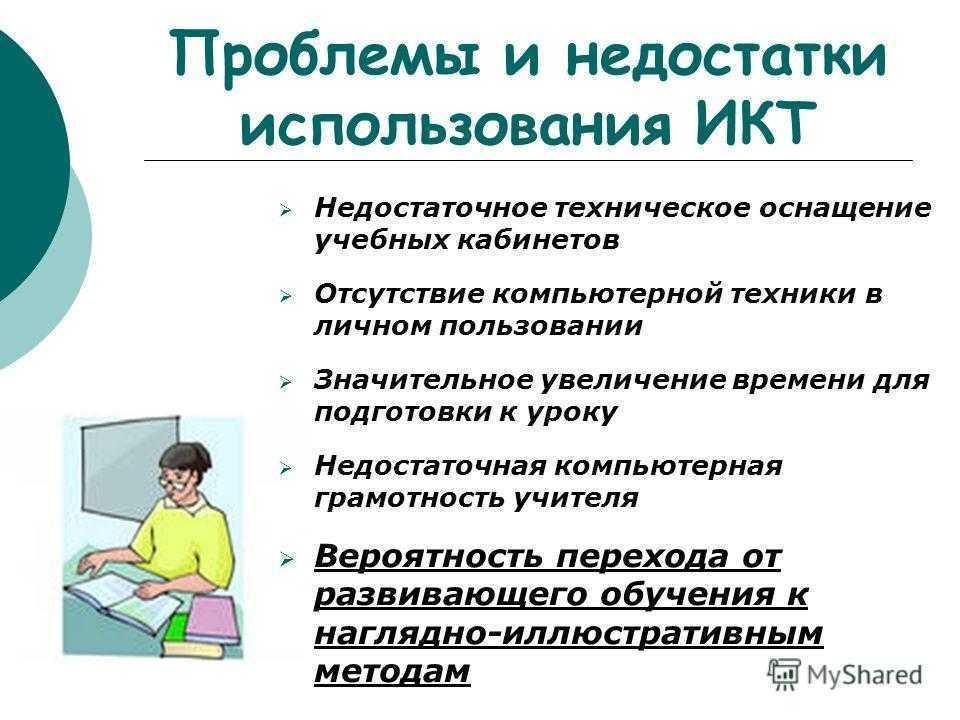 Проблемы и недостатки
использования ИКТ
Недостаточное техническое оснащение
учебных кабинетов
Отсутствие компьютерной техники в
личном пользовании
Значительное увеличение времени для
подготовки к уроку
Недостаточная компьютерная
грамотность учителя
Вероятность перехода от
развивающего обучения к
наглядно-иллюстративным
методам
MyShared